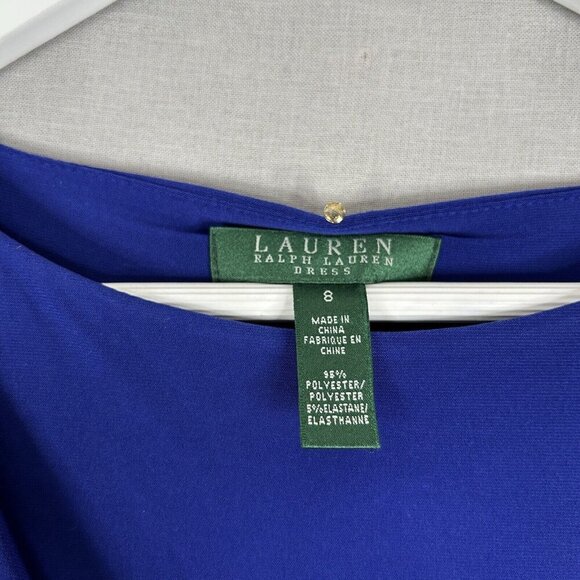 LAUREN
RALPH LAUREN
DRESS
8
MADE IN
CHINA
FABRIQUE EN
CHINE
95%
POLYESTER/
POLYESTER
5%ELASTANE/
ELASTHANNE